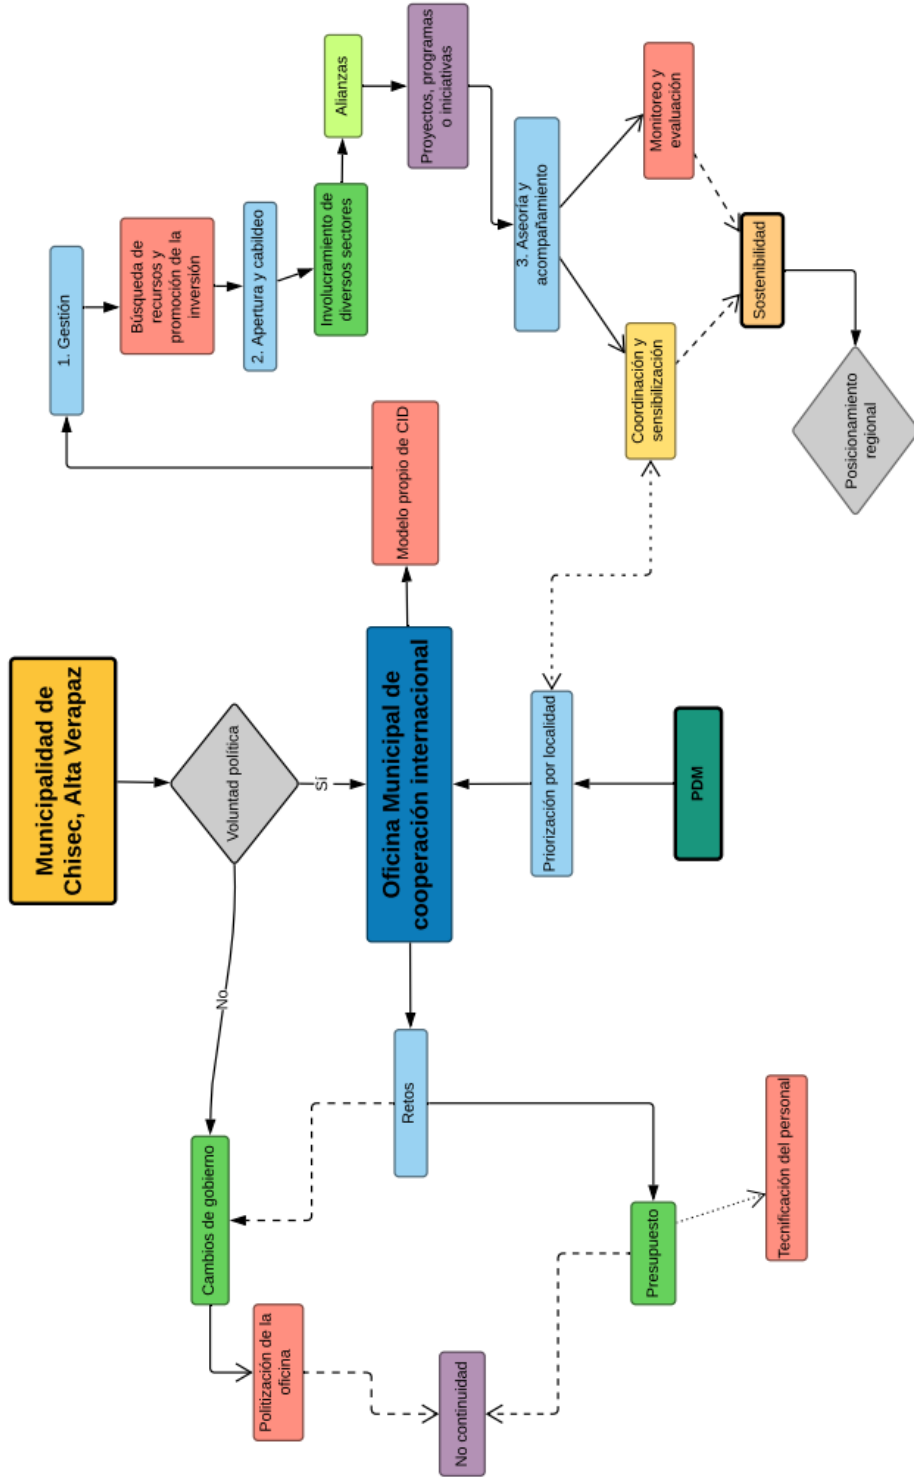 Municipalidad de
Chisec, Alta Verapaz
Voluntad política
No
Sí
Cambios de gobierno
Politización de la
oficina
No continuidad
Retos
Presupuesto
Tecnificación del personal
Oficina Municipal de
cooperación internacional
Priorización por localidad
PDM
Modelo propio de CID
1. Gestión
Búsqueda de
recursos y
promoción de la
inversión
2. Apertura y cabildeo
Involucramiento de
diversos sectores
Alianzas
Proyectos, programas
o iniciativas
3. Asesoría y
acompañamiento
Coordinación y
sensibilización
Monitoreo y
evaluación
Sostenibilidad
Posicionamiento
regional